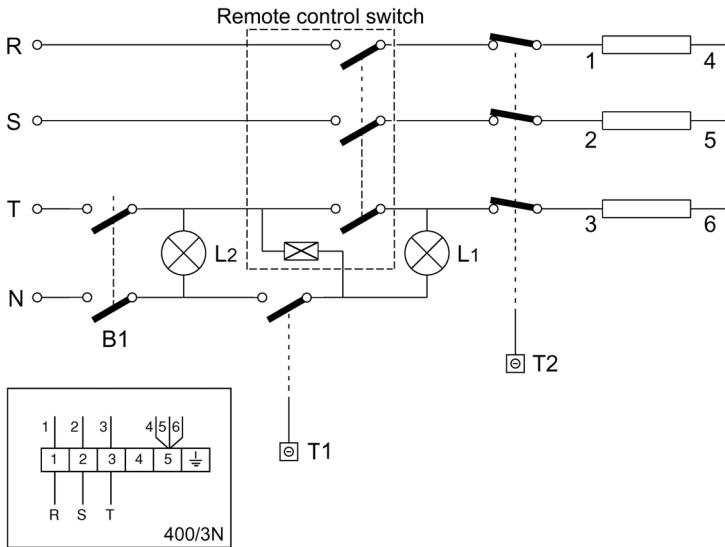 Remote control switch
R
1
4
S
2
5
T
3
6
L2
L1
N
B1
T2
T1
1 2 3 4 5 6
1 2 3 4 5
R S T
400/3N